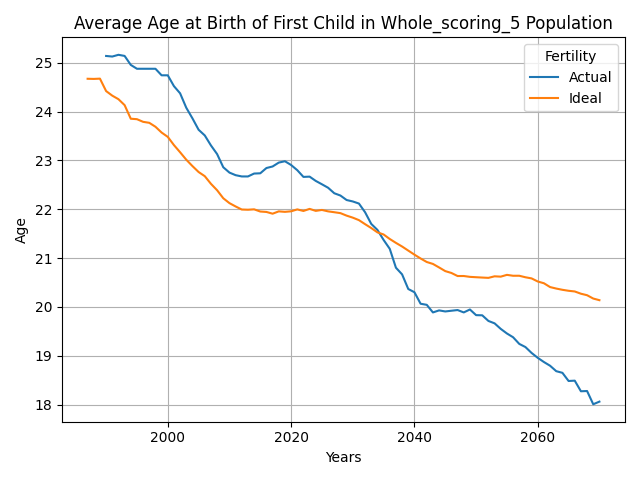 Average Age at Birth of First Child in Whole_scoring_5 Population
Fertility
Actual
Ideal
Age
25
24
23
22
21
20
19
18
2000
2020
2040
2060
Years